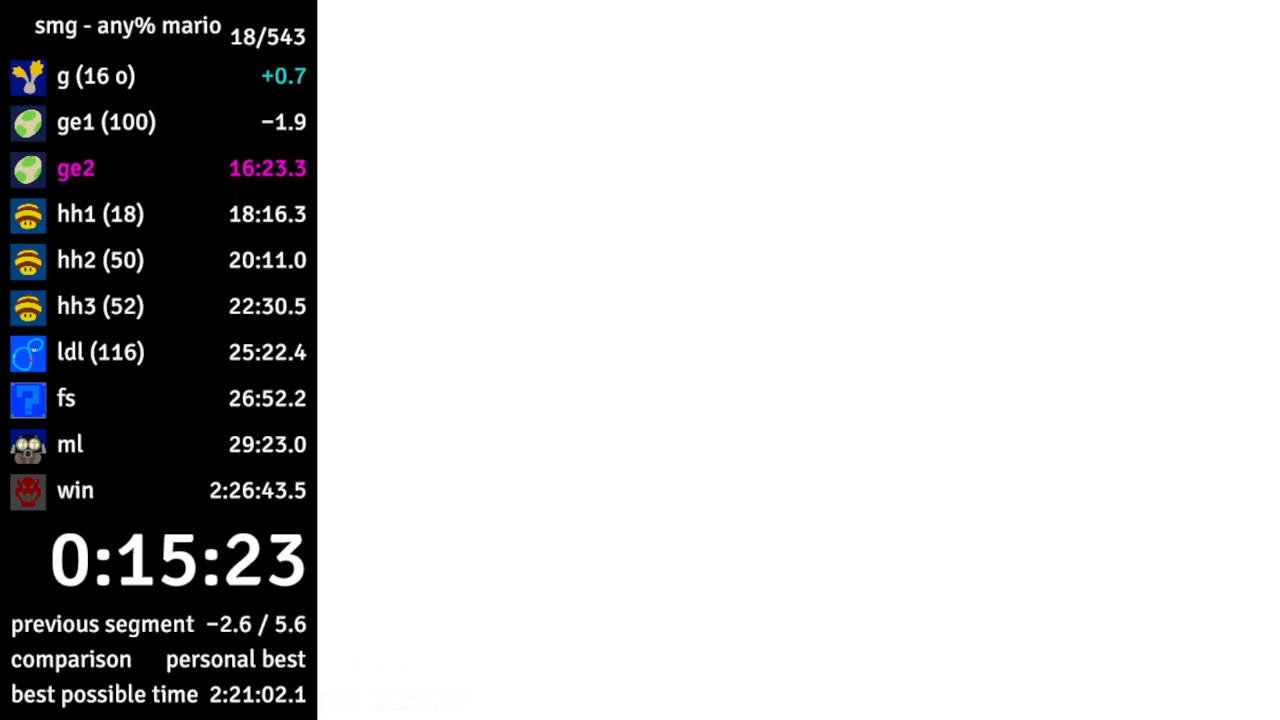 smg - any% mario
18/543
g (16 o) +0.7
ge1 (100) −1.9
ge2 16:23.3
hh1 (18) 18:16.3
hh2 (50) 20:11.0
hh3 (52) 22:30.5
ldl (116) 25:22.4
fs 26:52.2
ml 29:23.0
win 2:26:43.5
0:15:23
previous segment −2.6 / 5.6
comparison personal best
best possible time 2:21:02.1